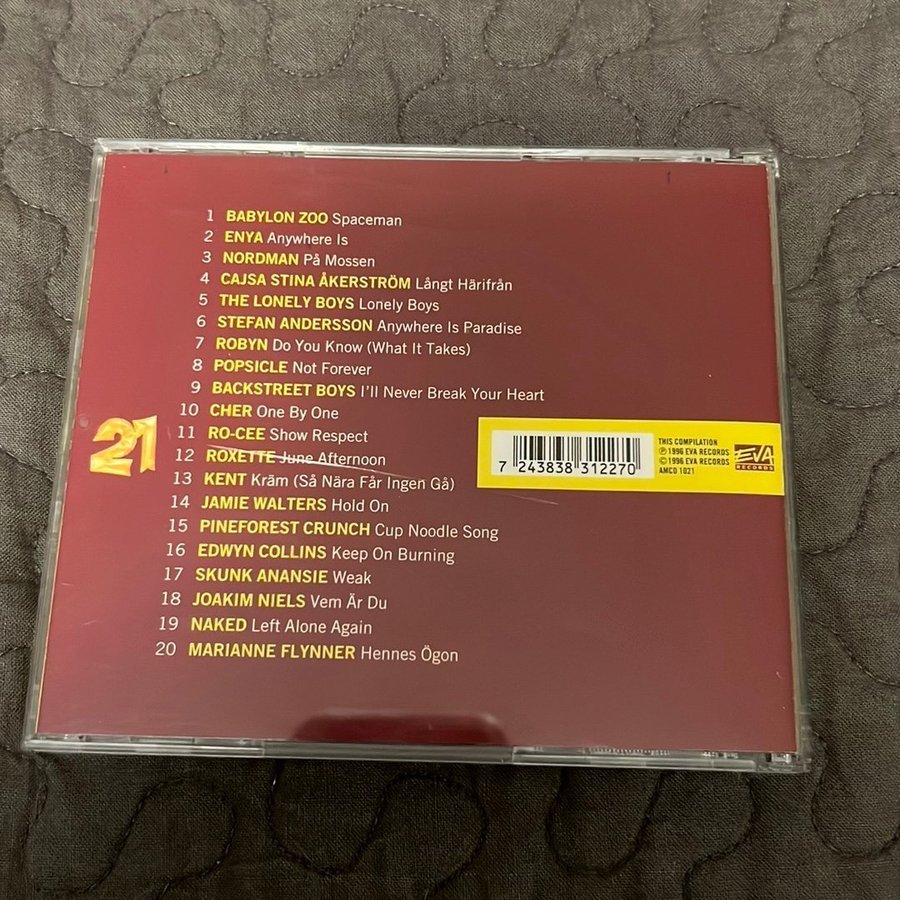 1 BABYLON ZOO Spaceman
2 ENYA Anywhere Is
3 NORDMAN På Mossen
4 CAJSA STINA ÅKERSTRÖM Långt Härifrån
5 THE LONELY BOYS Lonely Boys
6 STEFAN ANDERSSON Anywhere Is Paradise
7 ROBYN Do You Know (What It Takes)
8 POPSICLE Not Forever
9 BACKSTREET BOYS I'll Never Break Your Heart
10 CHER One By One
11 RO-CEE Show Respect
12 ROXETTE June Afternoon
13 KENT Kräm (Så Nära Får Ingen Gå)
14 JAMIE WALTERS Hold On
15 PINEFOREST CRUNCH Cup Noodle Song
16 EDWYN COLLINS Keep On Burning
17 SKUNK ANANSIE Weak
18 JOAKIM NIELS Vem Är Du
19 NAKED Left Alone Again
20 MARIANNE FLYNNER Hennes Ögon
21
7 243838 312270
THIS COMPILATION
℗ 1996 EVA RECORDS
© 1996 EVA RECORDS
AMCD 1021
EVA
RECORDS